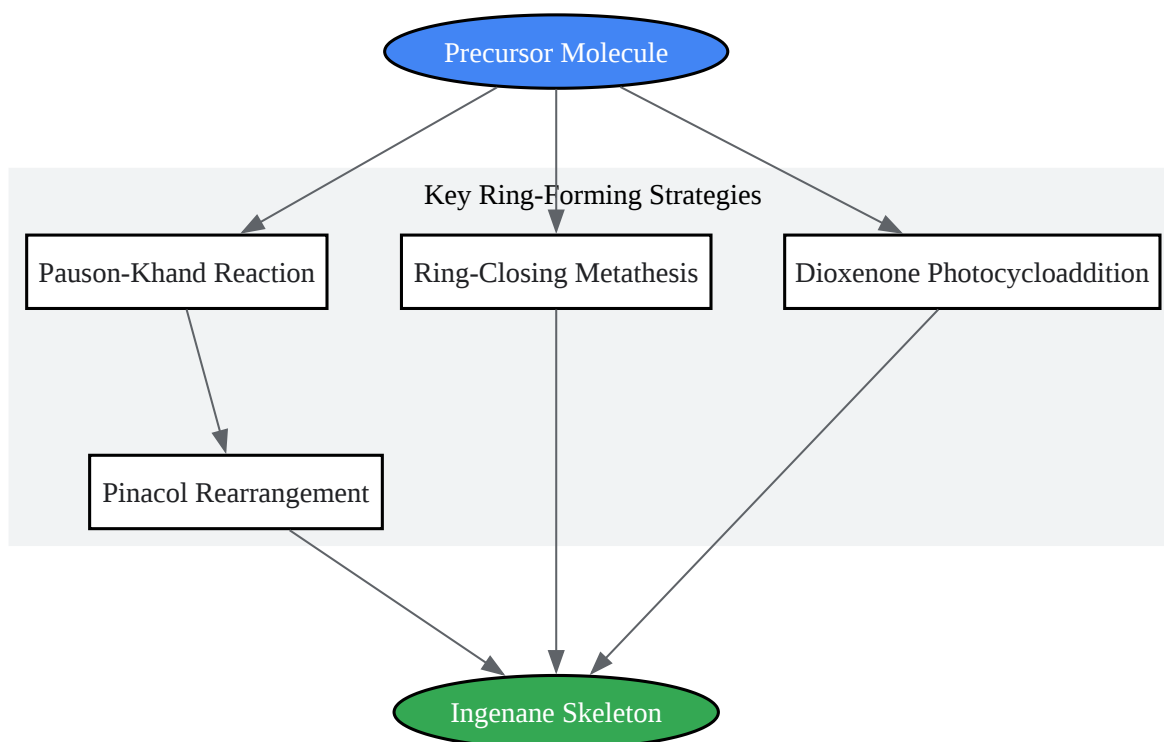 Precursor Molecule
Key Ring-Forming Strategies
Pauson-Khand Reaction
Ring-Closing Metathesis
Dioxenone Photocycloaddition
Pinacol Rearrangement
Ingenane Skeleton